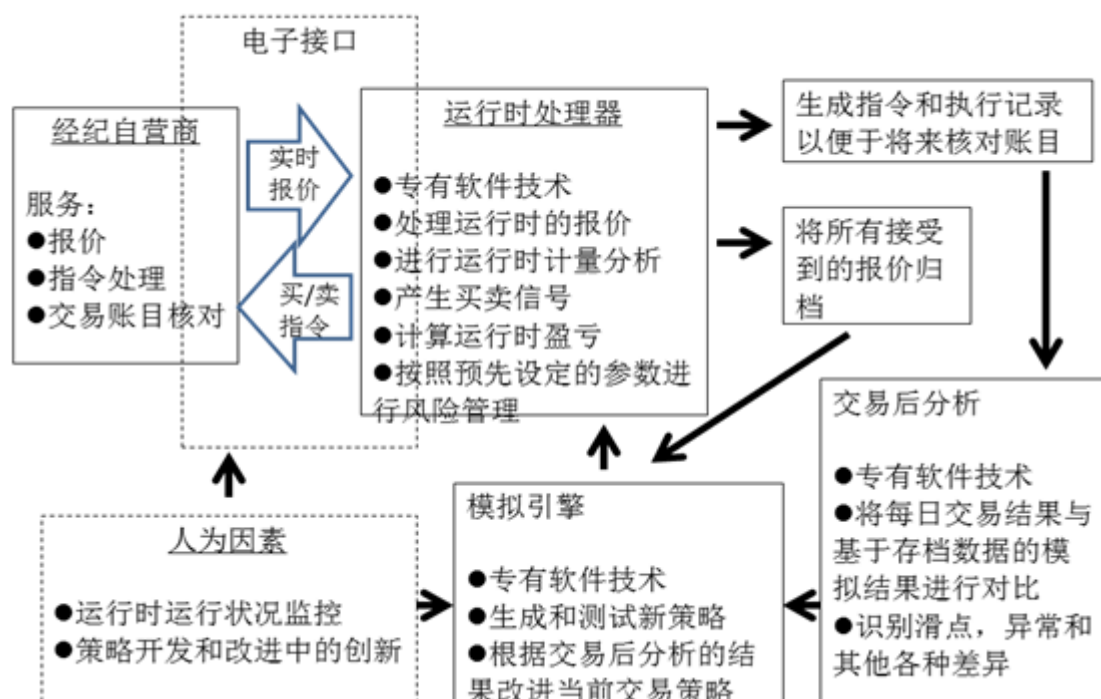 电子接口
经纪自营商
服务：
●报价
●指令处理
●交易账目核对
实时
报价
买/卖
指令
运行时处理器
●专有软件技术
●处理运行时的报价
●进行运行时计量分析
●产生买卖信号
●计算运行时盈亏
●按照预先设定的参数进
行风险管理
生成指令和执行记录
以便于将来核对账目
将所有接受
到的报价归
档
交易后分析
●专有软件技术
●将每日交易结果与
基于存档数据的模
拟结果进行对比
●识别滑点，异常和
其他各种差异
人为因素
●运行时运行状况监控
●策略开发和改进中的创新
模拟引擎
●专有软件技术
●生成和测试新策略
●根据交易后分析的结
果改进当前交易策略